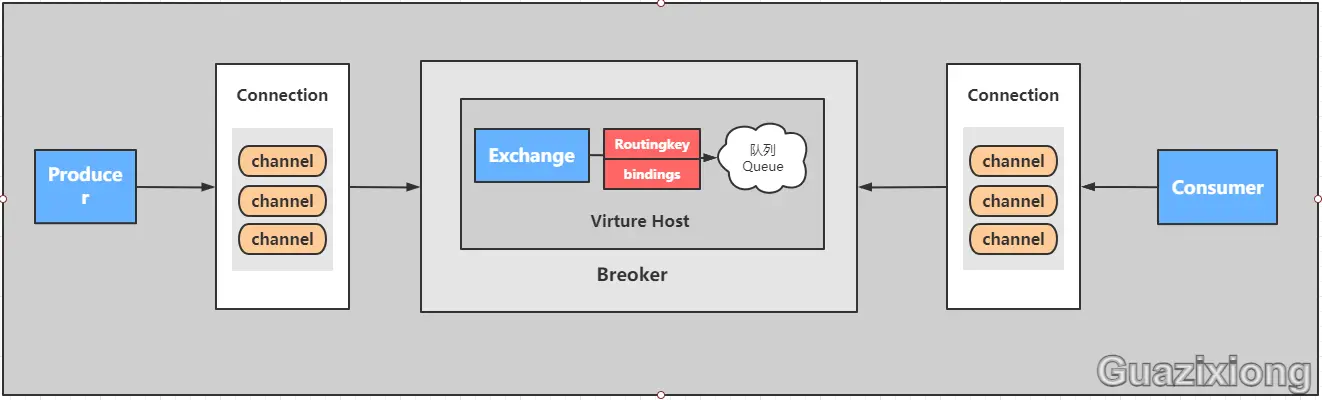 Produce
r
Connection
channel
channel
channel
Exchange
Routingkey
bindings
队列
Queue
Virture Host
Breoker
Connection
channel
channel
channel
Consumer
Guazixiong